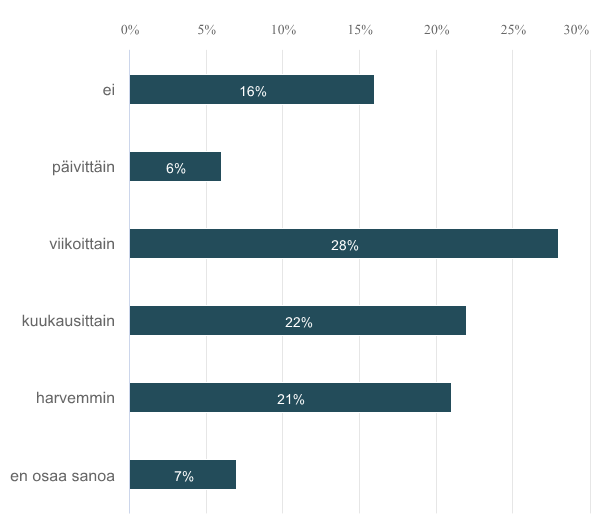 0% 5% 10% 15% 20% 25% 30%
ei 16%
päivittäin 6%
viikoittain 28%
kuukausittain 22%
harvemmin 21%
en osaa sanoa 7%